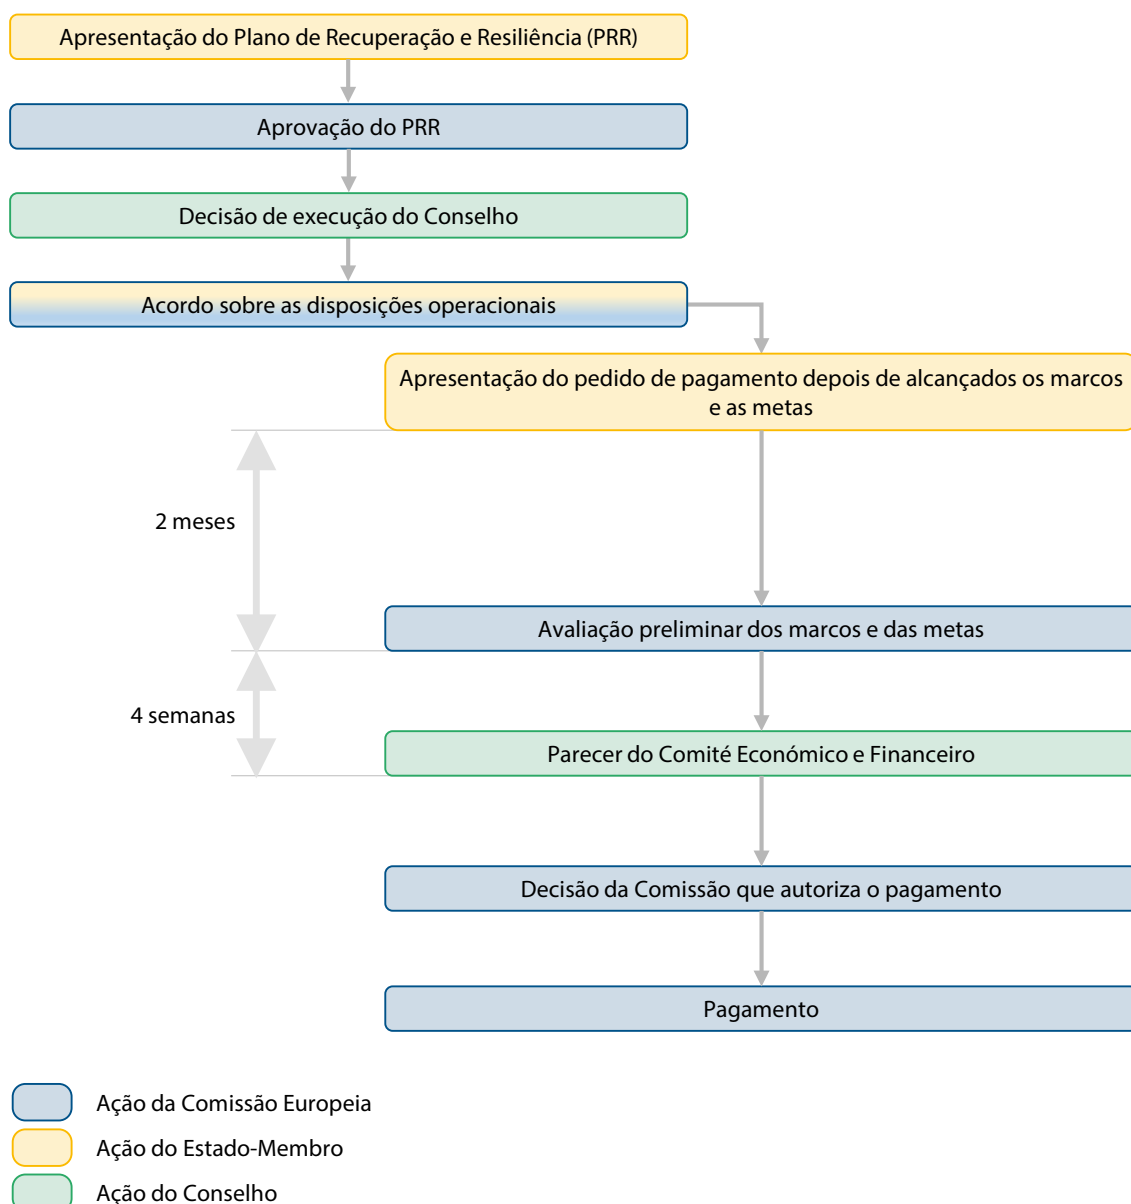 Apresentação do Plano de Recuperação e Resiliência (PRR)
Aprovação do PRR
Decisão de execução do Conselho
Acordo sobre as disposições operacionais
Apresentação do pedido de pagamento depois de alcançados os marcos
e as metas
2 meses
Avaliação preliminar dos marcos e das metas
4 semanas
Parecer do Comité Económico e Financeiro
Decisão da Comissão que autoriza o pagamento
Pagamento
Ação da Comissão Europeia
Ação do Estado-Membro
Ação do Conselho